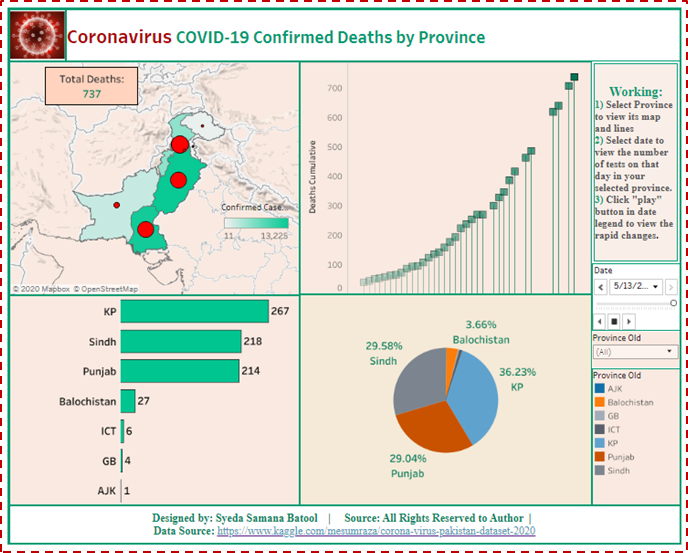 Coronavirus COVID-19 Confirmed Deaths by Province
Total Deaths:
737
Confirmed Case...
11
13,225
© 2020 Mapbox © OpenStreetMap
Deaths Cumulative
700
600
500
400
300
200
100
0
Working:
1) Select Province
to view its map
and lines
2) Select date to
view the number
of tests on that
day in your
selected province.
3) Click "play"
button in date
legend to view the
rapid changes.
Date
5/13/2...
Province Old
(All)
Province Old
AJK
Balochistan
GB
ICT
KP
Punjab
Sindh
KP 267
Sindh 218
Punjab 214
Balochistan 27
ICT 6
GB 4
AJK 1
3.66%
Balochistan
29.58%
Sindh
36.23%
KP
29.04%
Punjab
Designed by: Syeda Samana Batool | Source: All Rights Reserved to Author |
Data Source: https://www.kaggle.com/mesumraza/corona-virus-pakistan-dataset-2020